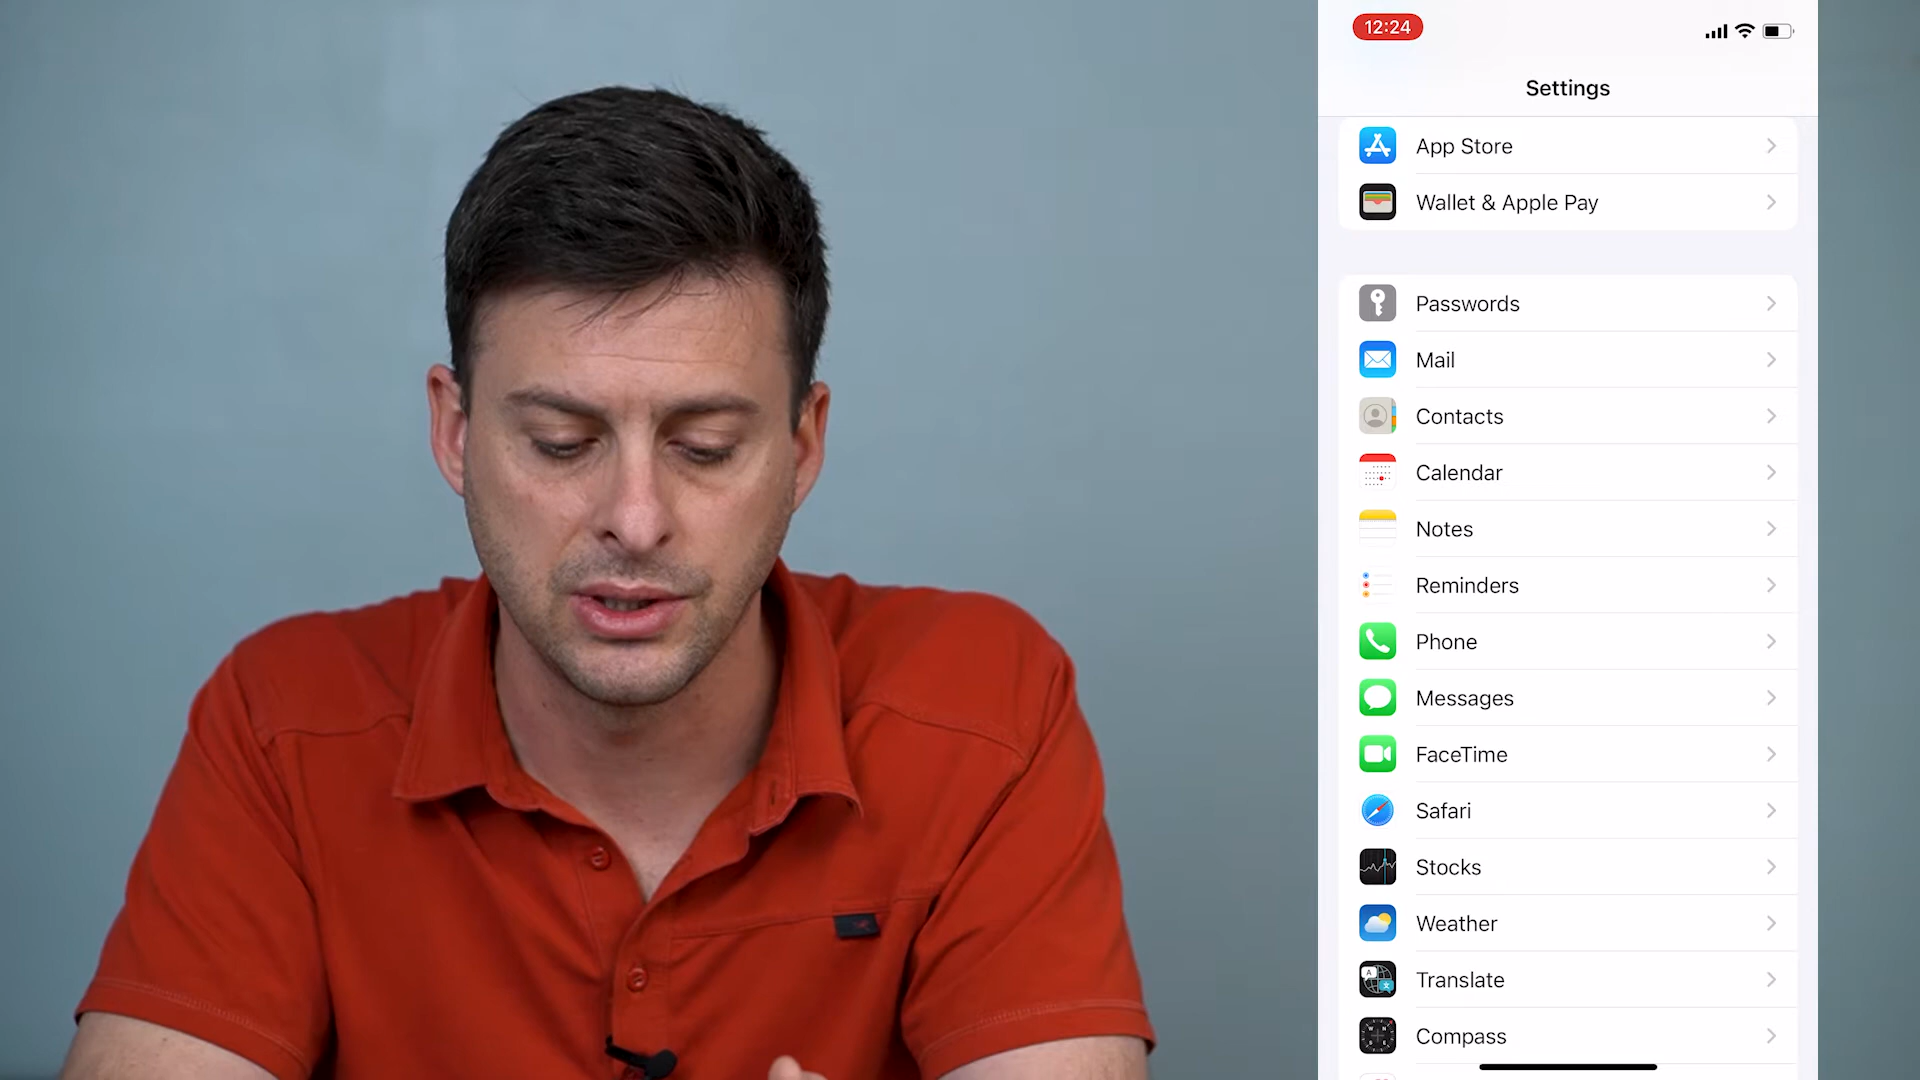 12:24
Settings
App Store
Wallet & Apple Pay
Passwords
Mail
Contacts
Calendar
Notes
Reminders
Phone
Messages
FaceTime
Safari
Stocks
Weather
Translate
Compass